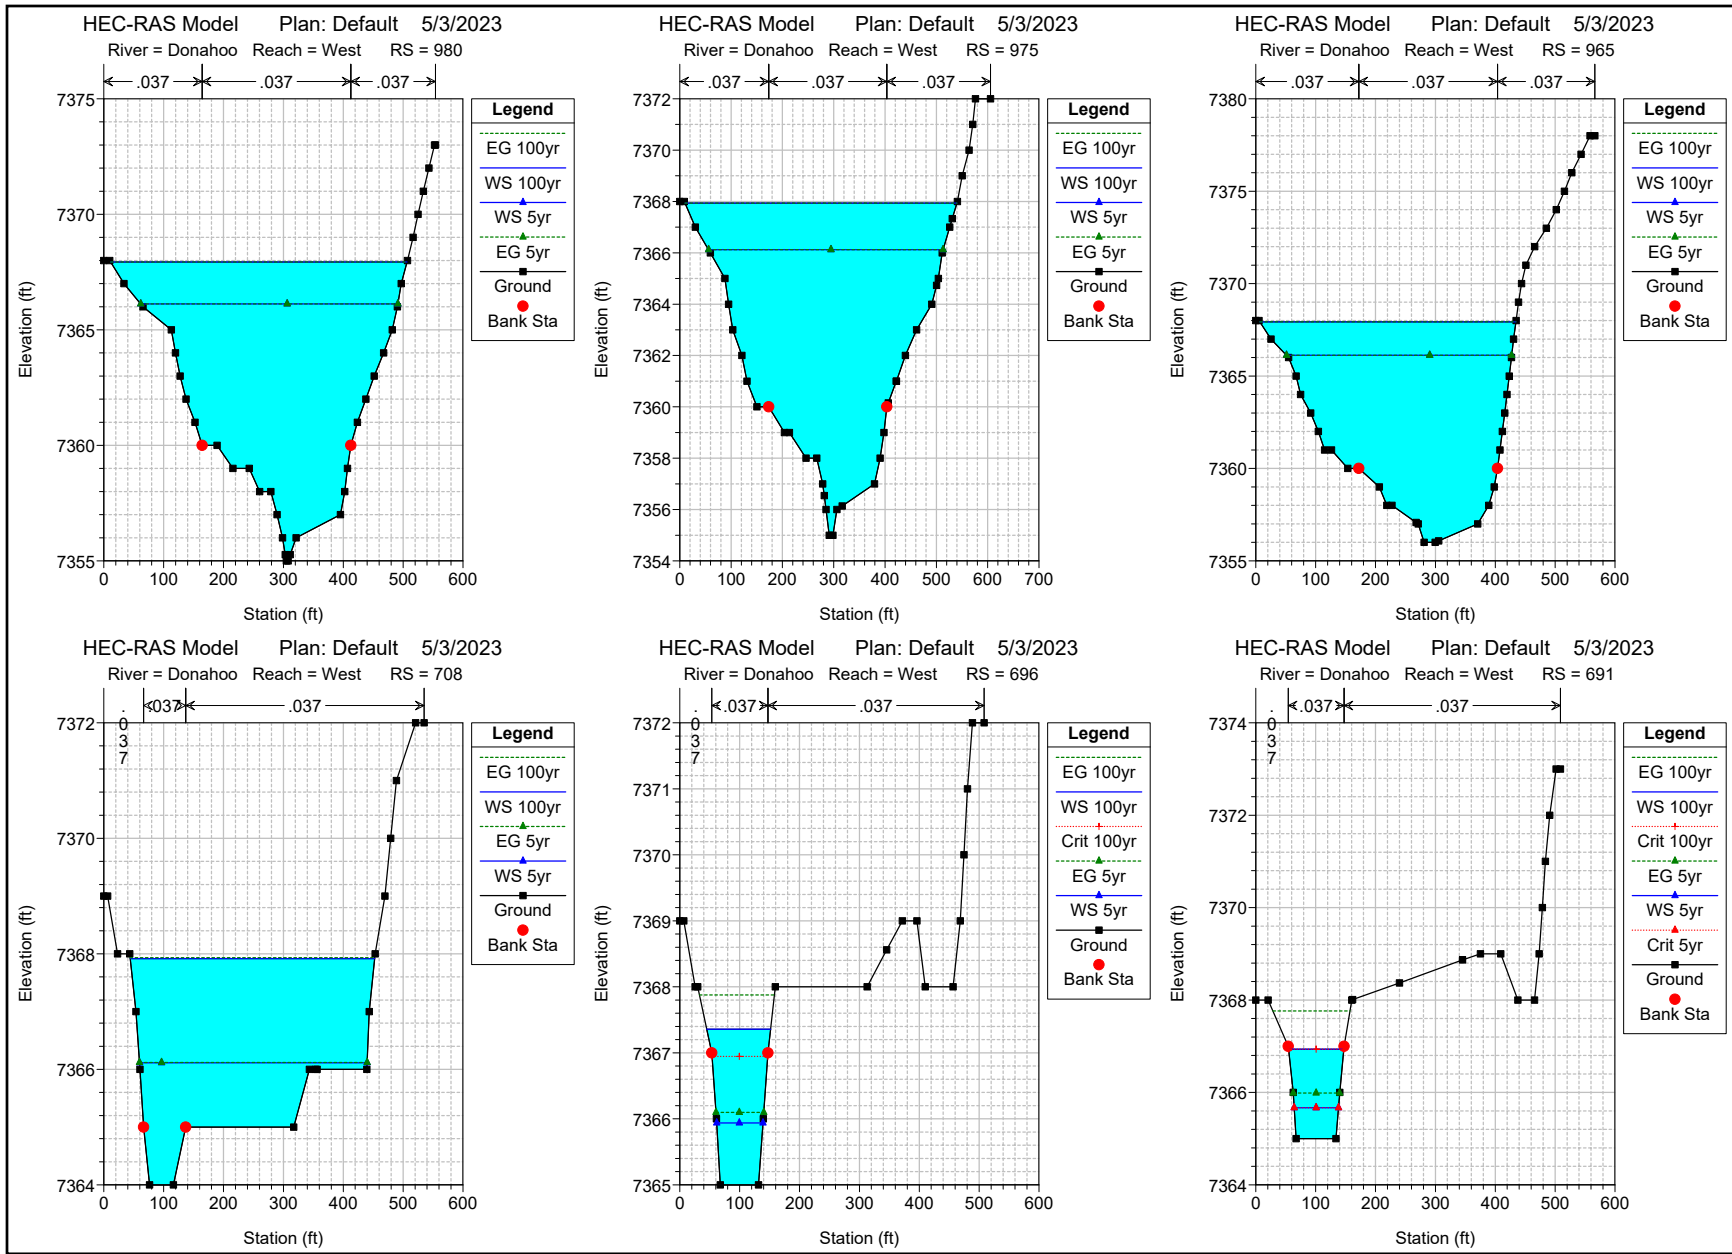 HEC-RAS Model Plan: Default 5/3/2023
River = Donahoo Reach = West RS = 980
.037 .037 .037
7375
7370
7365
7360
7355
0 100 200 300 400 500 600
Station (ft)
Elevation (ft)
Legend
EG 100yr
WS 100yr
WS 5yr
EG 5yr
Ground
Bank Sta
HEC-RAS Model Plan: Default 5/3/2023
River = Donahoo Reach = West RS = 975
.037 .037 .037
7372
7370
7368
7366
7364
7362
7360
7358
7356
7354
0 100 200 300 400 500 600 700
Station (ft)
Elevation (ft)
Legend
EG 100yr
WS 100yr
WS 5yr
EG 5yr
Ground
Bank Sta
HEC-RAS Model Plan: Default 5/3/2023
River = Donahoo Reach = West RS = 965
.037 .037 .037
7380
7375
7370
7365
7360
7355
0 100 200 300 400 500 600
Station (ft)
Elevation (ft)
Legend
EG 100yr
WS 100yr
WS 5yr
EG 5yr
Ground
Bank Sta
HEC-RAS Model Plan: Default 5/3/2023
River = Donahoo Reach = West RS = 708
.037 .037 .037
7372
7370
7368
7366
7364
0 100 200 300 400 500 600
Station (ft)
Elevation (ft)
Legend
EG 100yr
WS 100yr
EG 5yr
WS 5yr
Ground
Bank Sta
HEC-RAS Model Plan: Default 5/3/2023
River = Donahoo Reach = West RS = 696
.037 .037 .037
7372
7371
7370
7369
7368
7367
7366
7365
0 100 200 300 400 500 600
Station (ft)
Elevation (ft)
Legend
EG 100yr
WS 100yr
Crit 100yr
EG 5yr
WS 5yr
Ground
Bank Sta
HEC-RAS Model Plan: Default 5/3/2023
River = Donahoo Reach = West RS = 691
.037 .037 .037
7374
7372
7370
7368
7366
7364
0 100 200 300 400 500 600
Station (ft)
Elevation (ft)
Legend
EG 100yr
WS 100yr
Crit 100yr
EG 5yr
WS 5yr
Crit 5yr
Ground
Bank Sta